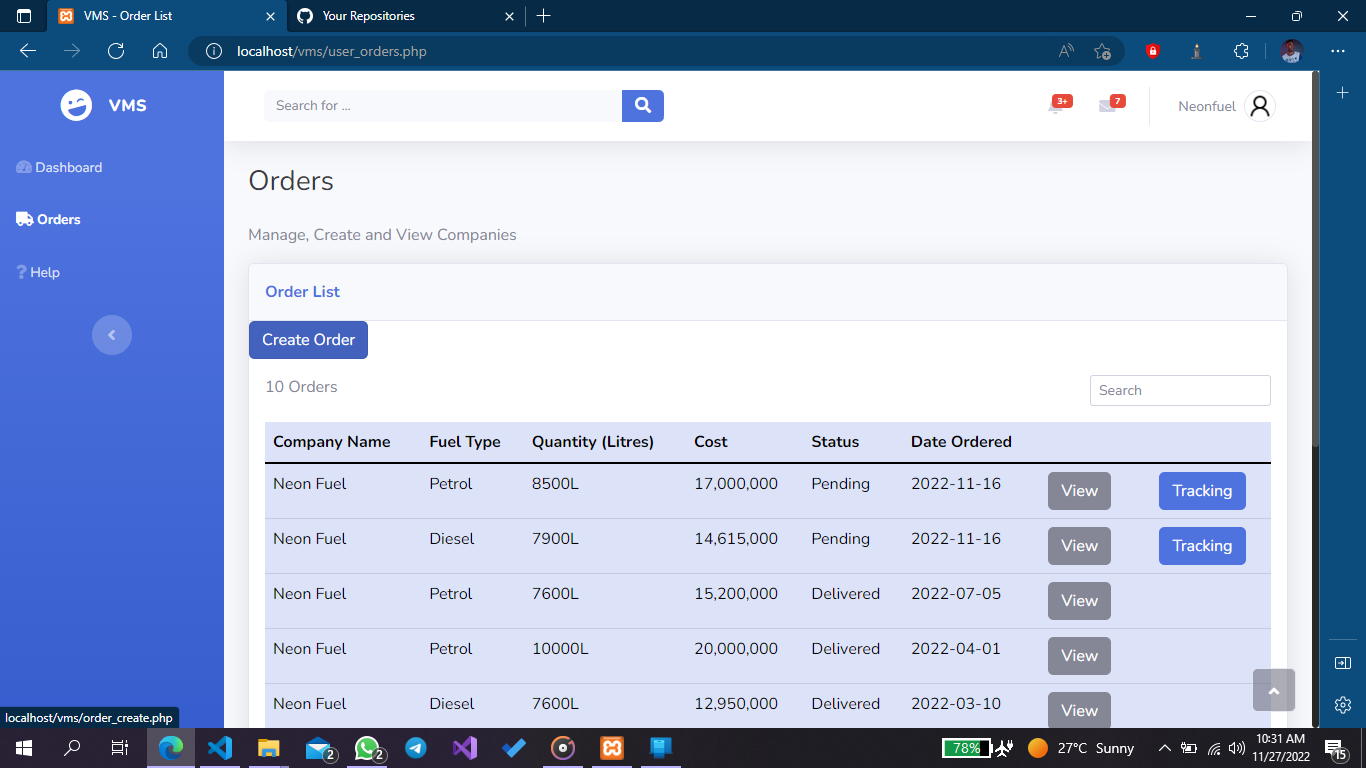 VMS - Order List
Your Repositories
localhost/vms/user_orders.php
VMS
Search for ...
3+
7
Neonfuel
Dashboard
Orders
Help
Orders
Manage, Create and View Companies
Order List
Create Order
10 Orders
Search
Company Name Fuel Type Quantity (Litres) Cost Status Date Ordered
Neon Fuel Petrol 8500L 17,000,000 Pending 2022-11-16 View Tracking
Neon Fuel Diesel 7900L 14,615,000 Pending 2022-11-16 View Tracking
Neon Fuel Petrol 7600L 15,200,000 Delivered 2022-07-05 View
Neon Fuel Petrol 10000L 20,000,000 Delivered 2022-04-01 View
Neon Fuel Diesel 7600L 12,950,000 Delivered 2022-03-10 View
localhost/vms/order_create.php
2
2
78%
27°C Sunny
10:31 AM
11/27/2022
15